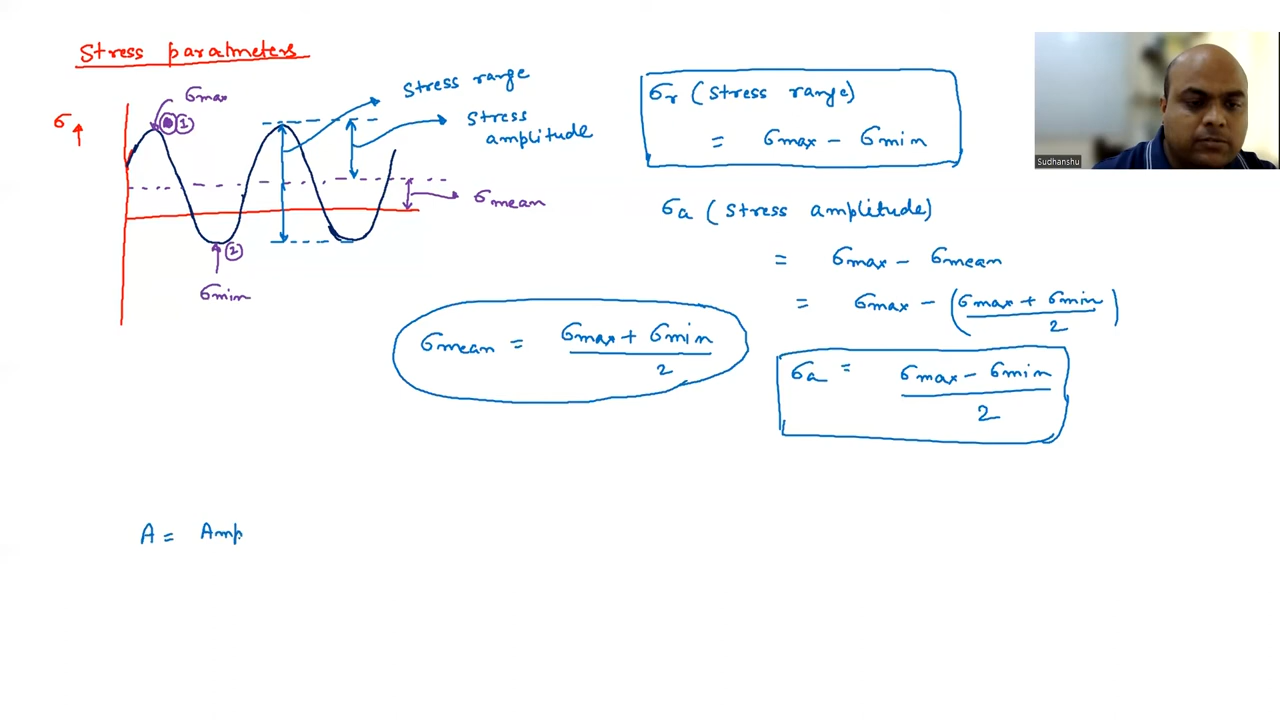 Stress paratmeters
σmax
①
σ ↑
Stress range
Stress
amplitude
σmean
②
σmin
σr (Stress range)
= σmax − σmin
σa (Stress amplitude)
= σmax − σmean
= σmax − (σmax + σmin / 2)
σmean = σmax + σmin / 2
σa = σmax − σmin / 2
A = Amp
Sudhanshu